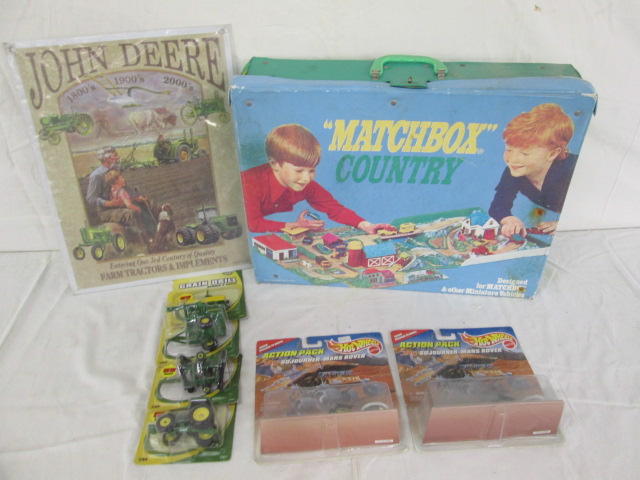 JOHN DEERE
1800's 1900's 2000's
Entering Our 3rd Century of Quality
FARM TRACTORS & IMPLEMENTS
"MATCHBOX"
COUNTRY
Designed
for MATCHB
& other Miniature Vehicles
GRAIN DRILL
HOT WHEELS
ACTION PACK
SOJOURNER MARS ROVER
HOT WHEELS
ACTION PACK
SOJOURNER MARS ROVER